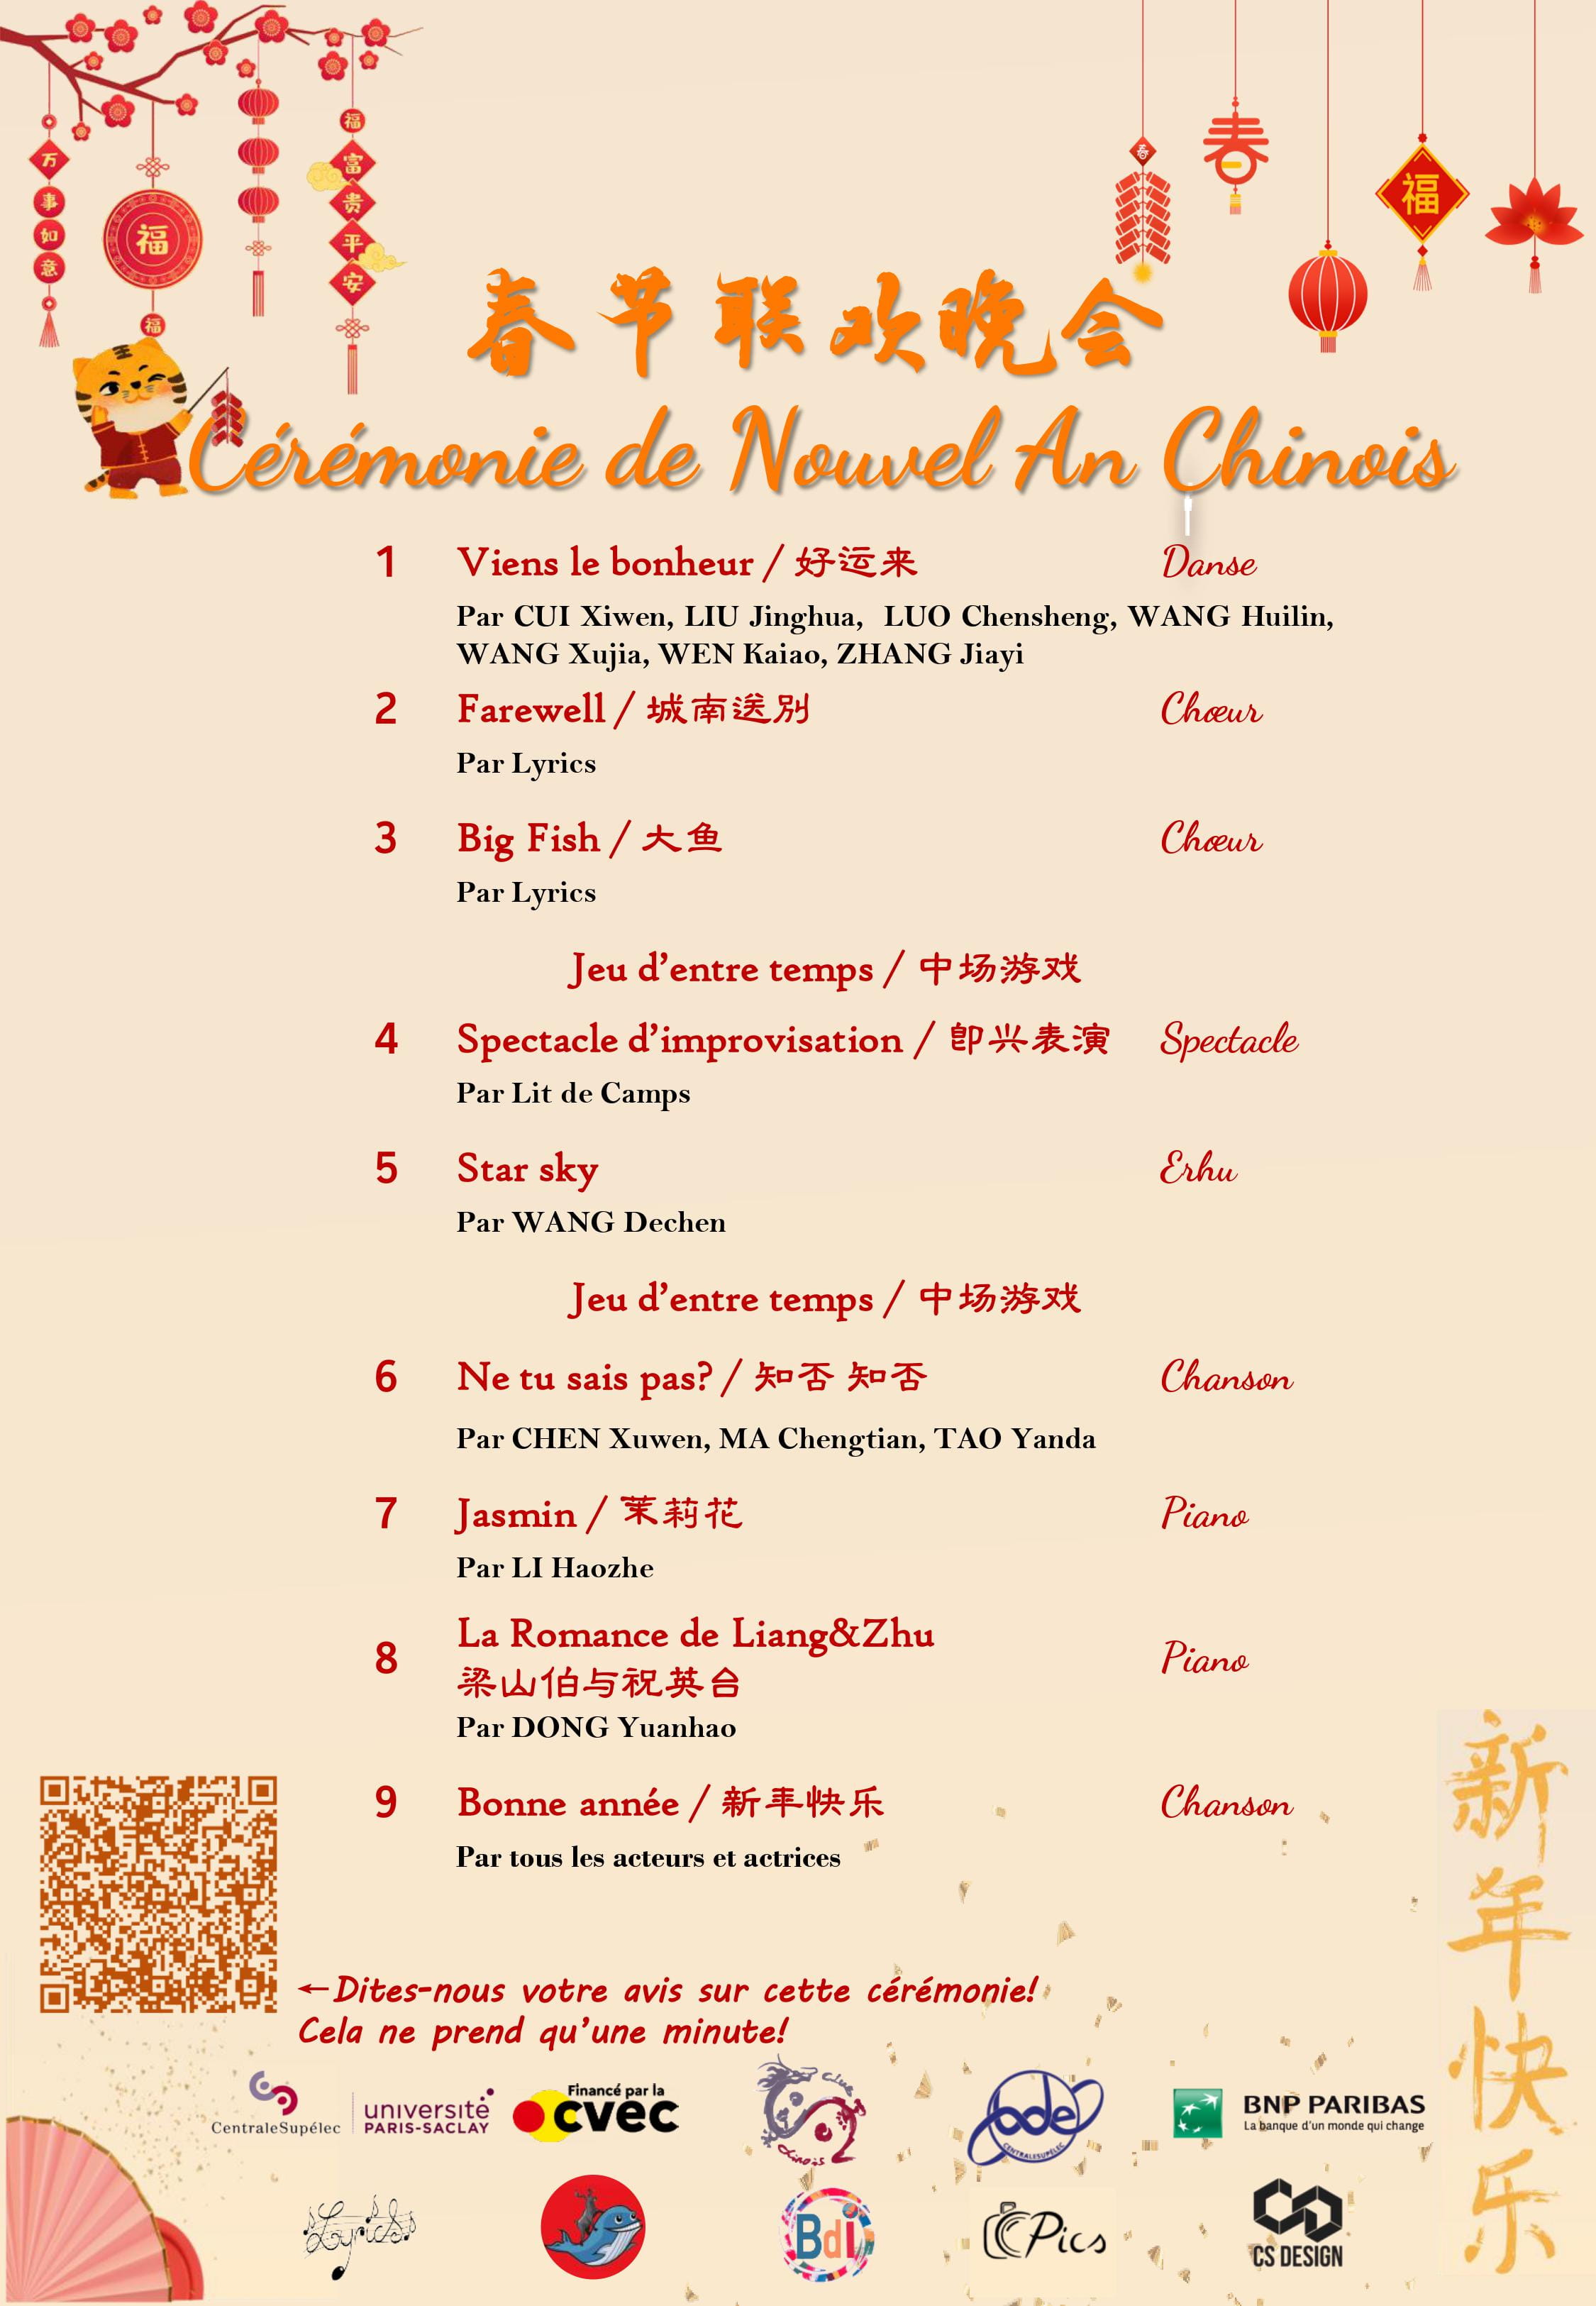 万事如意
福
福
福富贵平安
春
春
福
春节联欢晚会
Cérémonie de Nouvel An Chinois
1 Viens le bonheur / 好运来 Danse
Par CUI Xiwen, LIU Jinghua, LUO Chensheng, WANG Huilin,
WANG Xujia, WEN Kaiao, ZHANG Jiayi
2 Farewell / 城南送别 Chœur
Par Lyrics
3 Big Fish / 大鱼 Chœur
Par Lyrics
Jeu d’entre temps / 中场游戏
4 Spectacle d’improvisation / 即兴表演 Spectacle
Par Lit de Camps
5 Star sky Erhu
Par WANG Dechen
Jeu d’entre temps / 中场游戏
6 Ne tu sais pas? / 知否 知否 Chanson
Par CHEN Xuwen, MA Chengtian, TAO Yanda
7 Jasmin / 茉莉花 Piano
Par LI Haozhe
8 La Romance de Liang&Zhu Piano
梁山伯与祝英台
Par DONG Yuanhao
9 Bonne année / 新年快乐 Chanson
Par tous les acteurs et actrices
新年快乐
←Dites-nous votre avis sur cette cérémonie!
Cela ne prend qu’une minute!
CentraleSupélec
université
PARIS-SACLAY
Financé par la
cvec
Club
Chinois
bde
CENTRALESUPÉLEC
BNP PARIBAS
La banque d'un monde qui change
Lyrics
Bdi
Pics
CS DESIGN